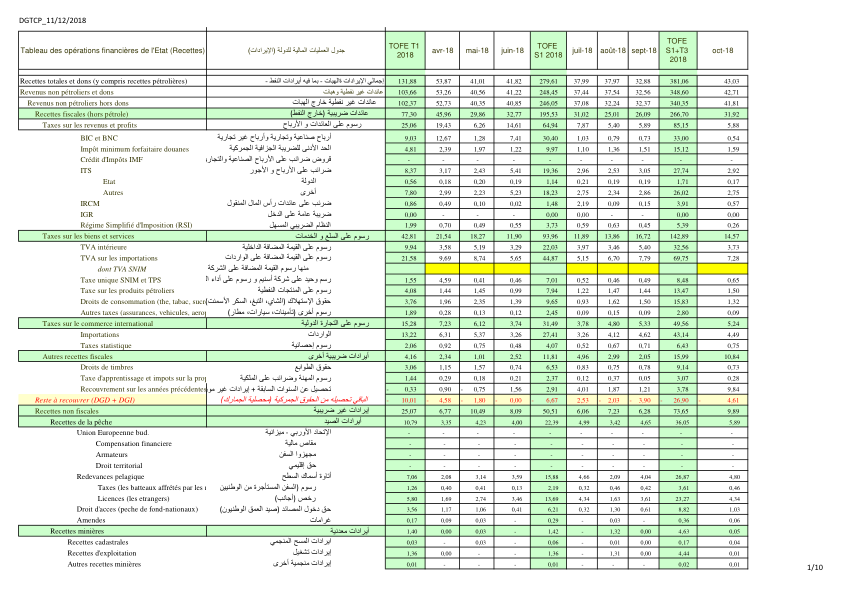 DGTCP_11/12/2018
Tableau des opérations financières de l'Etat (Recettes) جدول العمليات المالية للدولة (الإيرادات) TOFE T1 2018 avr-18 mai-18 juin-18 TOFE S1 2018 juil-18 août-18 sept-18 TOFE S1+T3 2018 oct-18
Recettes totales et dons (y compris recettes pétrolières) إجمالي الإيرادات والهبات - بما فيه أيرادات النفط - 131,88 53,87 41,01 41,82 279,61 37,99 37,97 32,88 381,06 43,03
Revenus non pétroliers et dons عائدات غير نفطية وهبات 103,66 53,26 40,56 41,22 248,45 37,44 37,54 32,56 348,60 42,71
Revenus non pétroliers hors dons عائدات غير نفطية خارج الهبات 102,37 52,73 40,35 40,85 246,05 37,08 32,24 32,37 340,35 41,81
Recettes fiscales (hors pétrole) عائدات ضريبية (خارج النفط) 77,30 45,96 29,86 32,77 195,53 31,02 25,01 26,09 266,70 31,92
Taxes sur les revenus et profits رسوم على العائدات و الأرباح 25,06 19,43 6,26 14,61 64,94 7,87 5,40 5,89 85,15 5,88
BIC et BNC أرباح صناعية وتجارية وأرباح غير تجارية 9,03 12,67 1,28 7,41 30,40 1,03 0,79 0,73 33,00 0,54
Impôt minimum forfaitaire douanes الحد الأدنى للضريبة الجزافية الجمركية 4,81 2,39 1,97 1,22 9,97 1,10 1,36 1,51 15,12 1,59
Crédit d'Impôts IMF قروض ضرائب على الأرباح الصناعية والتجار - - - - - - - - - -
ITS ضرائب على الأرباح و الأجور 8,37 3,17 2,43 5,41 19,36 2,96 2,53 3,05 27,74 2,92
Etat الدولة 0,56 0,18 0,20 0,19 1,14 0,21 0,19 0,19 1,71 0,17
Autres أخرى 7,80 2,99 2,23 5,23 18,23 2,75 2,34 2,86 26,02 2,75
IRCM ضرنب على عائدات رأس المال المنقول 0,86 0,49 0,10 0,02 1,48 2,19 0,09 0,15 3,91 0,57
IGR ضريبة عامة على الدخل 0,00 - - - 0,00 0,00 - - 0,00 0,00
Régime Simplifié d'Imposition (RSI) النظام الضريبي المسهل 1,99 0,70 0,49 0,55 3,73 0,59 0,63 0,45 5,39 0,26
Taxes sur les biens et services رسوم على السلع و الخدمات 42,81 21,54 18,27 11,90 93,96 11,89 13,86 16,72 142,89 14,57
TVA intérieure رسوم على القيمة المضافة الداخلية 9,94 3,58 5,19 3,29 22,03 3,97 3,46 5,40 32,56 3,73
TVA sur les importations رسوم على القيمة المضافة على الواردات 21,58 9,69 8,74 5,65 44,87 5,15 6,70 7,79 69,75 7,28
dont TVA SNIM منها رسوم القيمة المضافة على الشركة
Taxe unique SNIM et TPS رسوم وحيد على شركة أسنيم و رسوم على أداء ال 1,55 4,59 0,41 0,46 7,01 0,52 0,46 0,49 8,48 0,65
Taxe sur les produits pétroliers رسوم على المنتجات النفطية 4,08 1,44 1,45 0,99 7,94 1,22 1,47 1,44 13,47 1,50
Droits de consommation (the, tabac, sucr حقوق الإستهلاك (الشاي، التبغ، السكر الأسمنت 3,76 1,96 2,35 1,39 9,65 0,93 1,62 1,50 15,83 1,32
Autres taxes (assurances, vehicules, aero رسوم أخرى (تأمينات، سيارات، مطار) 1,89 0,28 0,13 0,12 2,45 0,09 0,15 0,09 2,80 0,09
Taxes sur le commerce international رسوم على التجارة الدولية 15,28 7,23 6,12 3,74 31,49 3,78 4,80 5,33 49,56 5,24
Importations الواردات 13,22 6,31 5,37 3,26 27,41 3,26 4,12 4,62 43,14 4,49
Taxes statistique رسوم إحصائية 2,06 0,92 0,75 0,48 4,07 0,52 0,67 0,71 6,43 0,75
Autres recettes fiscales أيرادات ضريبية أخرى 4,16 2,34 1,01 2,52 11,81 4,96 2,99 2,05 15,99 10,84
Droits de timbres حقوق الطوابع 3,06 1,15 1,57 0,74 6,53 0,83 0,75 0,78 9,14 0,73
Taxe d'apprentissage et impots sur la prop رسوم المهنة وضرائب على الملكية 1,44 0,29 0,18 0,21 2,37 0,12 0,37 0,05 3,07 0,28
Recouvrement sur les années précédentes تحصيل عن السنوات السابقة + إيرادات غير مو - 0,33 0,90 - 0,75 1,56 2,91 4,01 1,87 1,21 3,78 9,84
Reste à recouvrer (DGD + DGI) الباقي تحصيله من الحقوق الجمركية (محصلية الجمارك) - 10,01 - 4,58 - 1,80 - 0,00 - 6,67 - 2,53 - 2,03 - 3,90 - 26,90 - 4,61
Recettes non fiscales أيرادات غير ضريبية 25,07 6,77 10,49 8,09 50,51 6,06 7,23 6,28 73,65 9,89
Recettes de la pêche أيرادات الصيد 10,79 3,35 4,23 4,00 22,39 4,99 3,42 4,65 36,05 5,89
Union Europeenne bud. الإتحاد الأوربي - ميزانية - - - - - - - - - -
Compensation financiere مقاص مالية - - - - - - - - - -
Armateurs مجهزوا السفن - - - - - - - - - -
Droit territorial حق إقليمي - - - - - - - - - -
Redevances pelagique أتاوة أسماك السطح 7,06 2,08 3,14 3,59 15,88 4,66 2,09 4,04 26,87 4,80
Taxes (les batteaux affrétés par les n رسوم (السفن المستأجرة من الوطنيين 1,26 0,40 0,41 0,13 2,19 0,32 0,46 0,42 3,61 0,46
Licences (les etrangers) رخص (أجانب) 5,80 1,69 2,74 3,46 13,69 4,34 1,63 3,61 23,27 4,34
Droit d'acces (peche de fond-nationaux) حق دخول المصائد (صيد العمق الوطنيون) 3,56 1,17 1,06 0,41 6,21 0,32 1,30 0,61 8,82 1,03
Amendes غرامات 0,17 0,09 0,03 - 0,29 - 0,03 - 0,36 0,06
Recettes minières أيرادات معدنية 1,40 0,00 0,03 - 1,42 - 1,32 0,00 4,63 0,05
Recettes cadastrales ايرادات المسح المنجمي 0,03 - 0,03 - 0,06 - 0,01 0,00 0,17 0,04
Recettes d'exploitation إيرادات تشغيل 1,36 0,00 - - 1,36 - 1,31 0,00 4,44 0,01
Autres recettes minières إيرادات منجمية أخرى 0,01 - - - 0,01 - - - 0,02 0,01
1/10